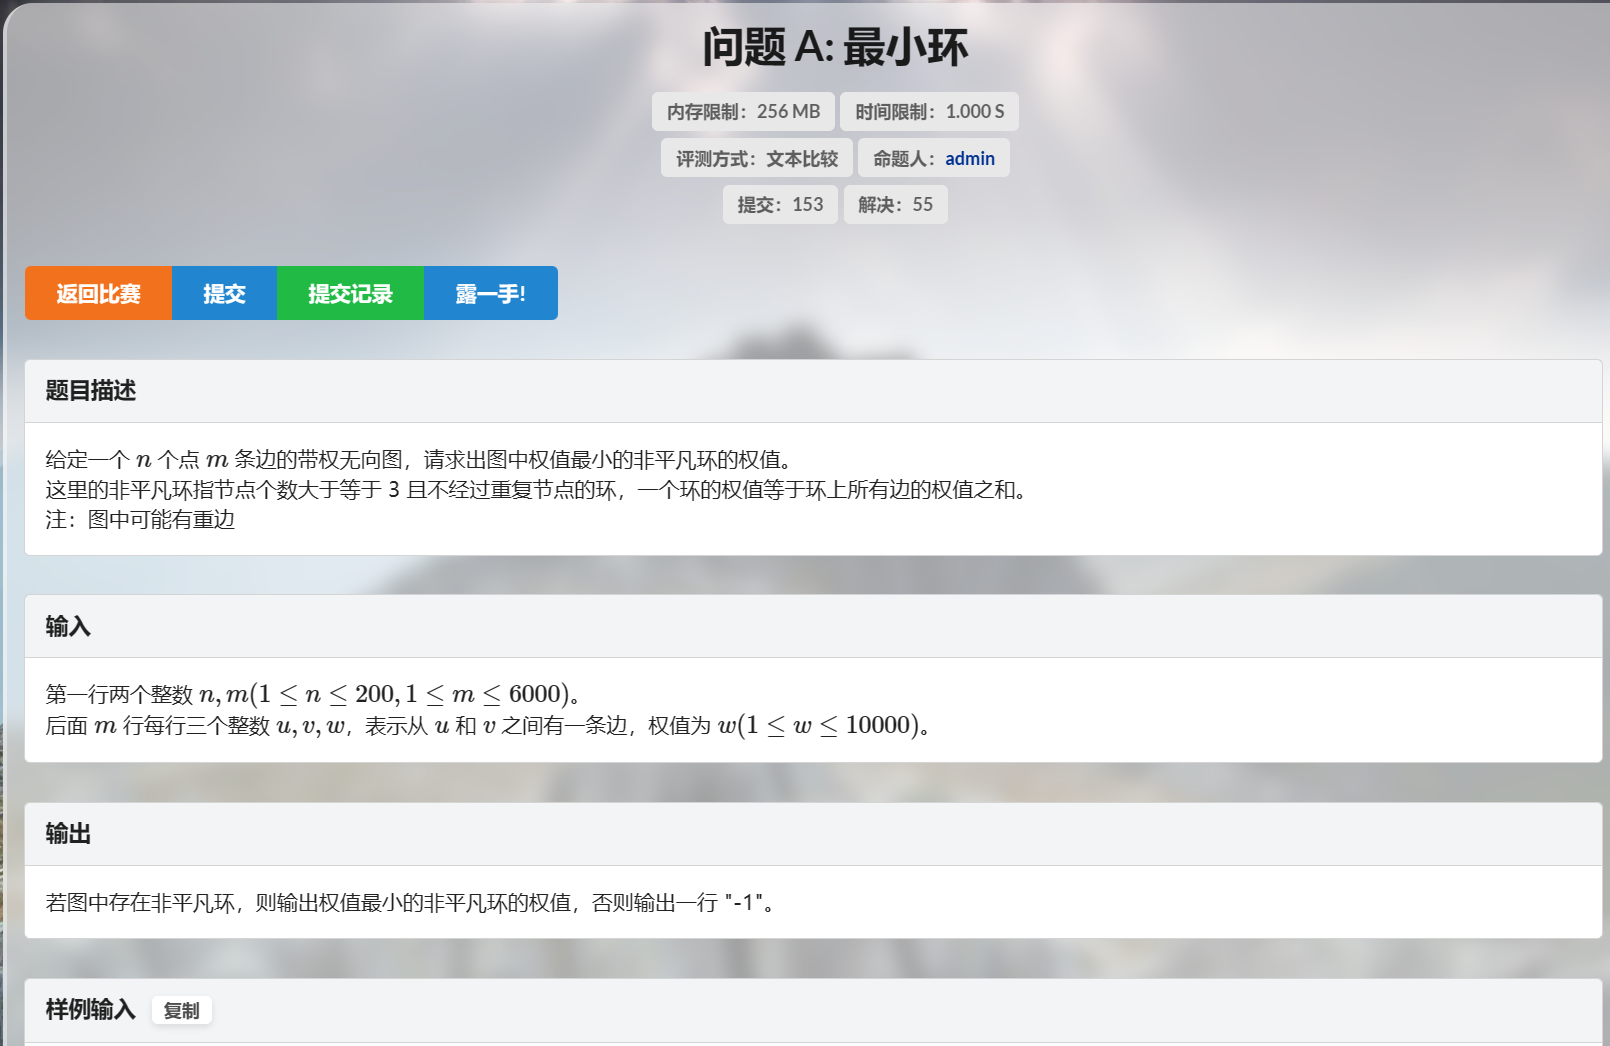 问题 A: 最小环
内存限制：256 MB 时间限制：1.000 S
评测方式：文本比较 命题人：admin
提交：153 解决：55
返回比赛 提交 提交记录 露一手!
题目描述
给定一个 n 个点 m 条边的带权无向图，请求出图中权值最小的非平凡环的权值。
这里的非平凡环指节点个数大于等于 3 且不经过重复节点的环，一个环的权值等于环上所有边的权值之和。
注：图中可能有重边
输入
第一行两个整数 n, m(1 ≤ n ≤ 200, 1 ≤ m ≤ 6000)。
后面 m 行每行三个整数 u, v, w，表示从 u 和 v 之间有一条边，权值为 w(1 ≤ w ≤ 10000)。
输出
若图中存在非平凡环，则输出权值最小的非平凡环的权值，否则输出一行 "-1"。
样例输入 复制